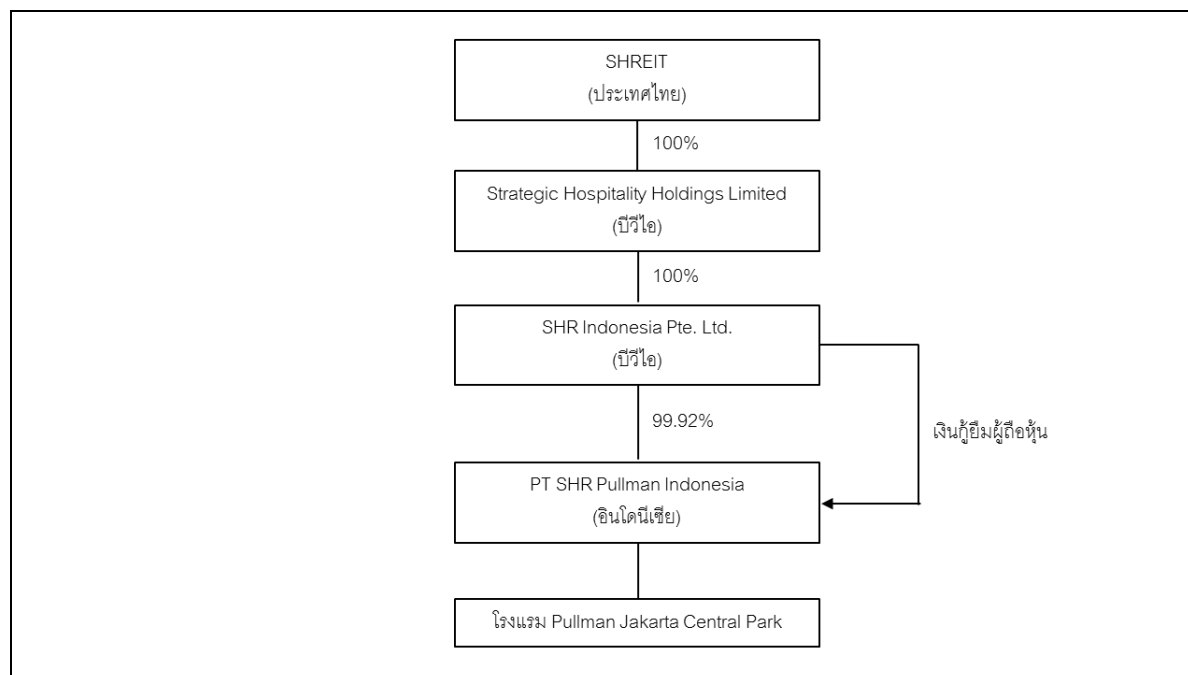 SHREIT
(ประเทศไทย)
100%
Strategic Hospitality Holdings Limited
(บีวีไอ)
100%
SHR Indonesia Pte. Ltd.
(บีวีไอ)
99.92%
เงินกู้ยืมผู้ถือหุ้น
PT SHR Pullman Indonesia
(อินโดนีเซีย)
โรงแรม Pullman Jakarta Central Park